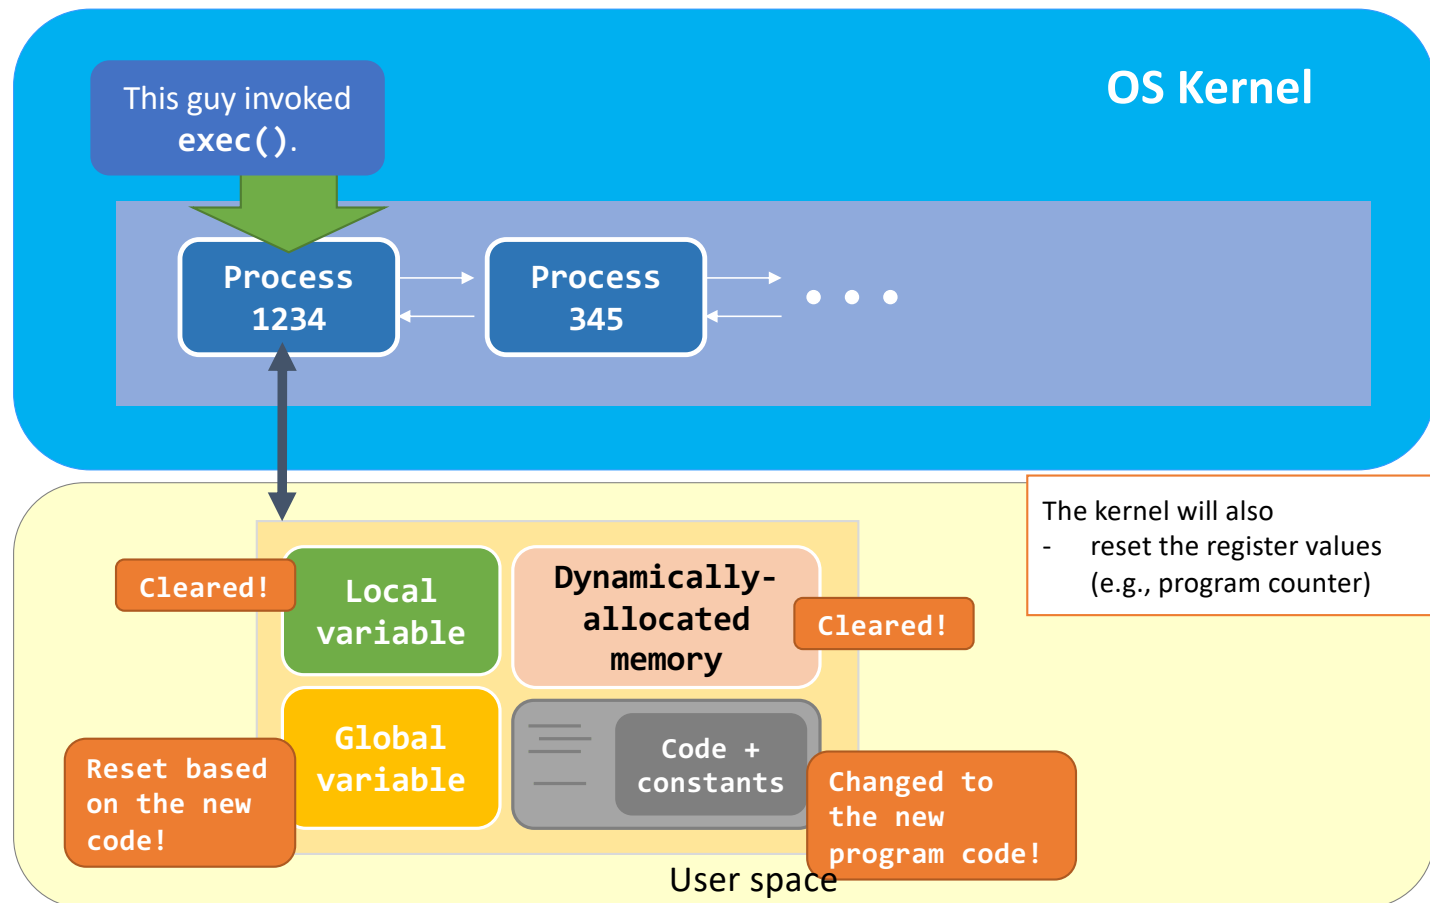 OS Kernel
This guy invoked
exec().
Process
1234
Process
345
The kernel will also
- reset the register values
(e.g., program counter)
Cleared!
Local
variable
Dynamically-
allocated
memory
Cleared!
Global
variable
Code +
constants
Reset based
on the new
code!
Changed to
the new
program code!
User space